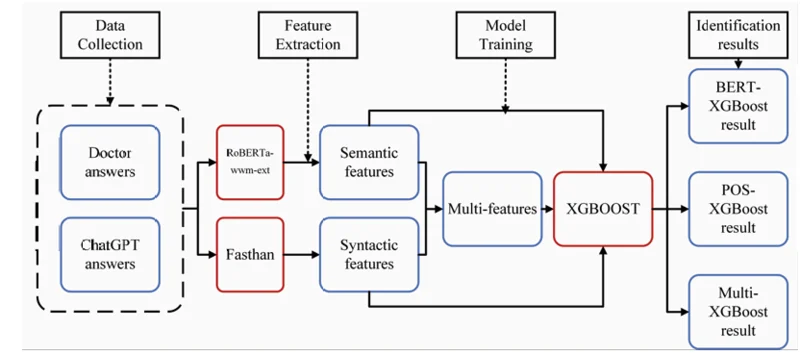 Data
Collection
Feature
Extraction
Model
Training
Identification
results
Doctor
answers
ChatGPT
answers
RoBERTa-
wwm-ext
Fasthan
Semantic
features
Syntactic
features
Multi-features
XGBOOST
BERT-
XGBoost
result
POS-
XGBoost
result
Multi-
XGBoost
result